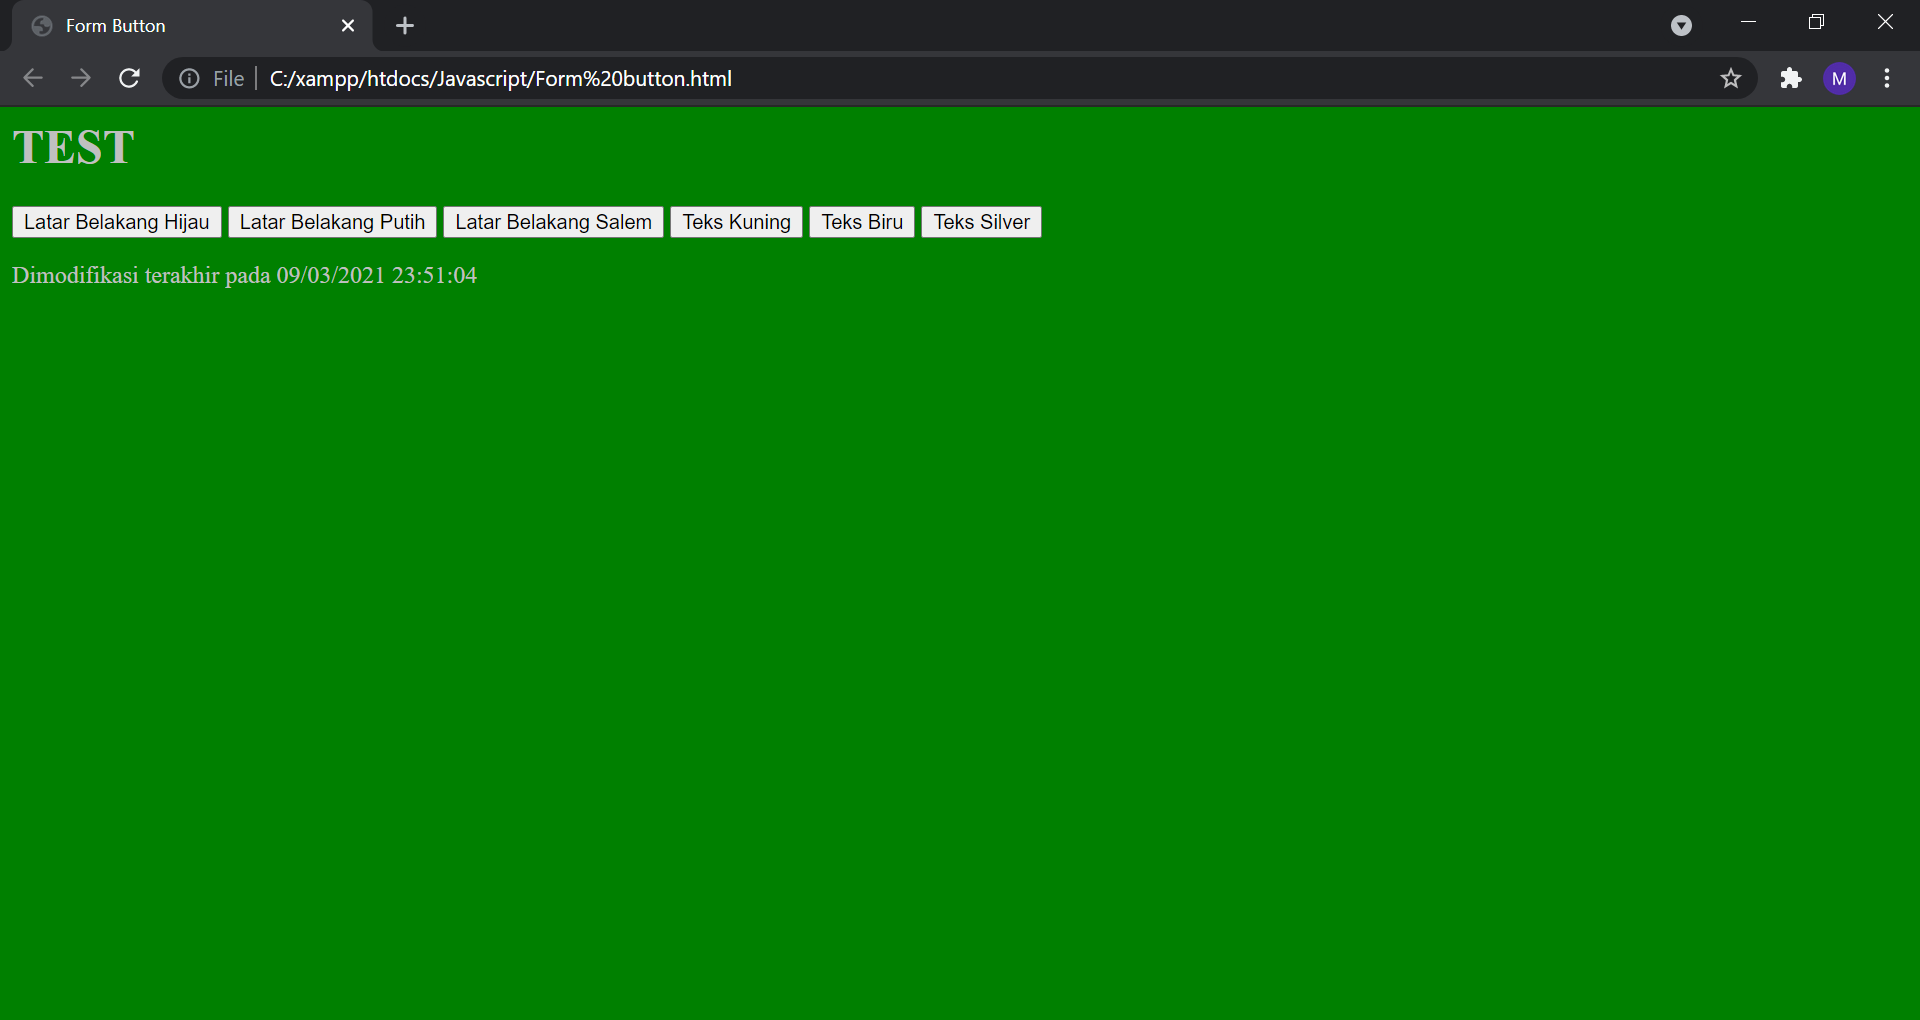 Form Button
File C:/xampp/htdocs/Javascript/Form%20button.html
M
TEST
Latar Belakang Hijau Latar Belakang Putih Latar Belakang Salem Teks Kuning Teks Biru Teks Silver
Dimodifikasi terakhir pada 09/03/2021 23:51:04